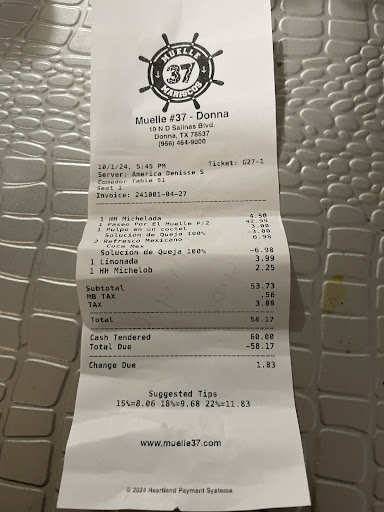 MUELLE
37
MARISCOS
Muelle #37 - Donna
10 N D Salinas Blvd.
Donna, TX 78537
(956) 464-9000
10/1/24, 5:45 PM Ticket: G27-1
Server: America Denisse S
Comedor Table 51
Seat 1
Invoice: 241001-04-27
1 HH Michelada 4.50
1 Paseo Por El Muelle P/2 42.99
1 Pulpo en un coctel 3.00
Solucion de Queja 100% -3.00
2 Refresco Mexicano 6.98
Coca Mex
Solucion de Queja 100% -6.98
1 Limonada 3.99
1 HH Michelob 2.25
Subtotal 53.73
MB TAX .56
TAX 3.88
Total 58.17
Cash Tendered 60.00
Total Due -58.17
Change Due 1.83
Suggested Tips
15%=8.06 18%=9.68 22%=11.83
www.muelle37.com
© 2024 Heartland Payment Systems